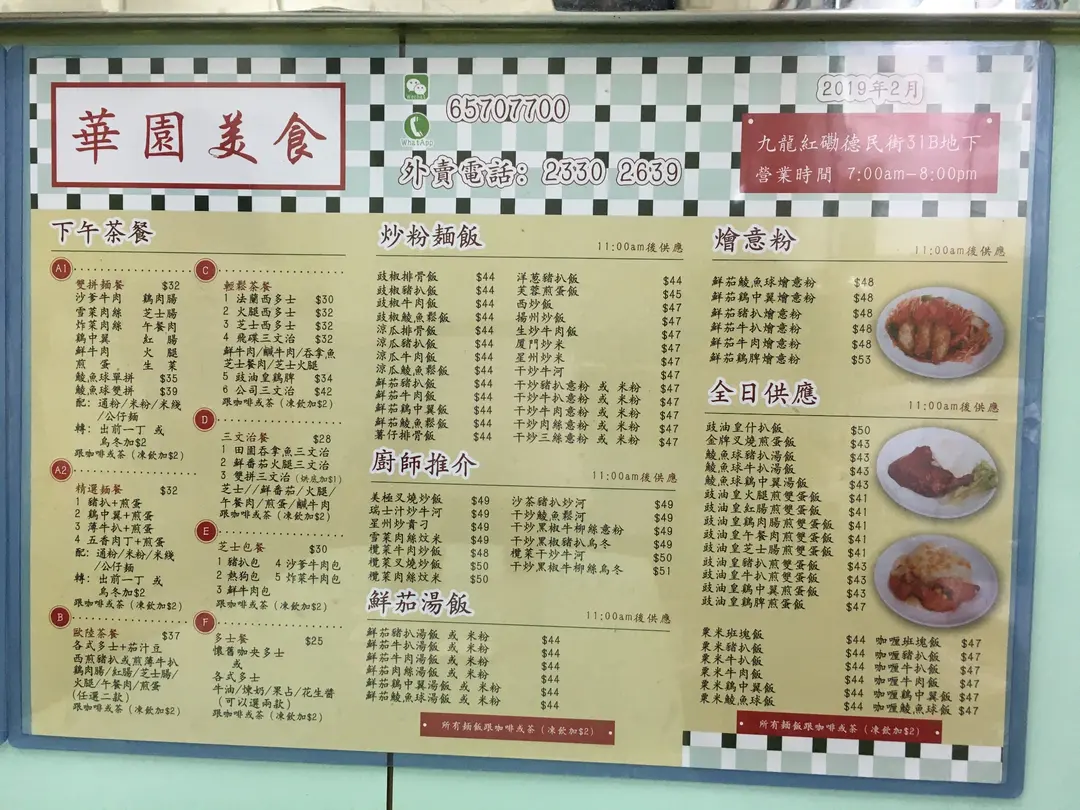 華園美食
65707700
WhatsApp
外賣電話：2330 2639
2019年2月
九龍紅磡德民街31B地下
營業時間 7:00am-8:00pm
下午茶餐
A1
雙拼麵餐 $32
沙爹牛肉 鷄肉腸
雪菜肉絲 芝士腸
炸菜肉絲 午餐肉
鷄中翼 紅腸
鮮牛肉 火腿
煎蛋 生菜
鯪魚球單拼 $35
鯪魚球雙拼 $39
配：通粉/米粉/米線
/公仔麵
轉：出前一丁 或
烏冬加$2
跟咖啡或茶(凍飲加$2)
A2
精選麵餐 $32
1 豬扒+煎蛋
2 鷄中翼+煎蛋
3 薄牛扒+煎蛋
4 五香肉丁+煎蛋
配：通粉/米粉/米線
/公仔麵
轉：出前一丁 或
烏冬加$2
跟咖啡或茶(凍飲加$2)
B
歐陸茶餐 $37
各式多士+茄汁豆
西煎豬扒或煎薄牛扒
鷄肉腸/紅腸/芝士腸/
火腿/午餐肉/煎蛋
(任選二款)
跟咖啡或茶(凍飲加$2)
C
輕鬆茶餐
1 法蘭西多士 $30
2 火腿西多士 $32
3 芝士西多士 $32
4 飛碟三文治 $32
鮮牛肉/鹹牛肉/吞拿魚
芝士餐肉/芝士火腿
5 豉油皇鷄髀 $34
6 公司三文治 $42
跟咖啡或茶(凍飲加$2)
D
三文治餐 $28
1 田園吞拿魚三文治
2 鮮番茄火腿三文治
3 雙拼三文治(烘底加$1)
芝士//鮮番茄/火腿/
午餐肉/煎蛋/鹹牛肉
跟咖啡或茶(凍飲加$2)
E
芝士包餐 $30
1 豬扒包 4 沙爹牛肉包
2 熱狗包 5 炸菜牛肉包
3 鮮牛肉包
跟咖啡或茶(凍飲加$2)
F
多士餐 $25
懷舊咖央多士
或
各式多士
牛油/煉奶/果占/花生醬
(可以選兩款)
跟咖啡或茶(凍飲加$2)
炒粉麵飯 11:00am後供應
豉椒排骨飯 $44
豉椒豬扒飯 $44
豉椒牛肉飯 $44
豉椒鯪魚鬆飯 $44
涼瓜排骨飯 $44
涼瓜豬扒飯 $44
涼瓜牛肉飯 $44
涼瓜鯪魚鬆飯 $44
鮮茄豬扒飯 $44
鮮茄牛肉飯 $44
鮮茄鷄中翼飯 $44
鮮茄鯪魚鬆飯 $44
薯仔排骨飯 $44
洋蔥豬扒飯 $44
芙蓉煎蛋飯 $45
西炒飯 $47
揚州炒飯 $47
生炒牛肉飯 $47
廈門炒米 $47
星州炒米 $47
干炒牛河 $47
干炒豬扒意粉 或 米粉 $47
干炒牛扒意粉 或 米粉 $47
干炒牛肉意粉 或 米粉 $47
干炒肉絲意粉 或 米粉 $47
干炒三絲意粉 或 米粉 $47
廚師推介 11:00am後供應
美極叉燒炒飯 $49
瑞士汁炒牛河 $49
星州炒貴刁 $49
雪菜肉絲炆米 $49
欖菜牛肉炒飯 $48
欖菜叉燒炒飯 $50
欖菜肉絲炆米 $50
沙茶豬扒炒河 $49
干炒鯪魚鬆河 $49
干炒黑椒牛柳絲意粉 $49
干炒黑椒豬扒烏冬 $49
欖菜干炒牛河 $50
干炒黑椒牛柳絲烏冬 $51
鮮茄湯飯 11:00am後供應
鮮茄豬扒湯飯 或 米粉 $44
鮮茄牛扒湯飯 或 米粉 $44
鮮茄牛肉湯飯 或 米粉 $44
鮮茄肉絲湯飯 或 米粉 $44
鮮茄鷄中翼湯飯 或 米粉 $44
鮮茄鯪魚球湯飯 或 米粉 $44
所有麵飯跟咖啡或茶(凍飲加$2)
燴意粉 11:00am後供應
鮮茄鯪魚球燴意粉 $48
鮮茄鷄中翼燴意粉 $48
鮮茄豬扒燴意粉 $48
鮮茄牛扒燴意粉 $48
鮮茄牛肉燴意粉 $48
鮮茄鷄髀燴意粉 $53
全日供應 11:00am後供應
豉油皇什扒飯 $50
金牌叉燒煎蛋飯 $43
鯪魚球豬扒湯飯 $43
鯪魚球牛扒湯飯 $43
鯪魚球鷄中翼湯飯 $43
豉油皇火腿煎雙蛋飯 $41
豉油皇紅腸煎雙蛋飯 $41
豉油皇鷄肉腸煎雙蛋飯 $41
豉油皇午餐肉煎雙蛋飯 $41
豉油皇芝士腸煎雙蛋飯 $41
豉油皇豬扒煎蛋飯 $43
豉油皇牛扒煎蛋飯 $43
豉油皇鷄翼煎蛋飯 $43
豉油皇鷄髀煎蛋飯 $47
粟米班塊飯 $44
粟米豬扒飯 $44
粟米牛扒飯 $44
粟米牛肉飯 $44
粟米鷄中翼飯 $44
粟米鯪魚球飯 $44
咖喱班塊飯 $47
咖喱豬扒飯 $47
咖喱牛扒飯 $47
咖喱牛肉飯 $47
咖喱鷄中翼飯 $47
咖喱鯪魚球飯 $47
所有麵飯跟咖啡或茶(凍飲加$2)